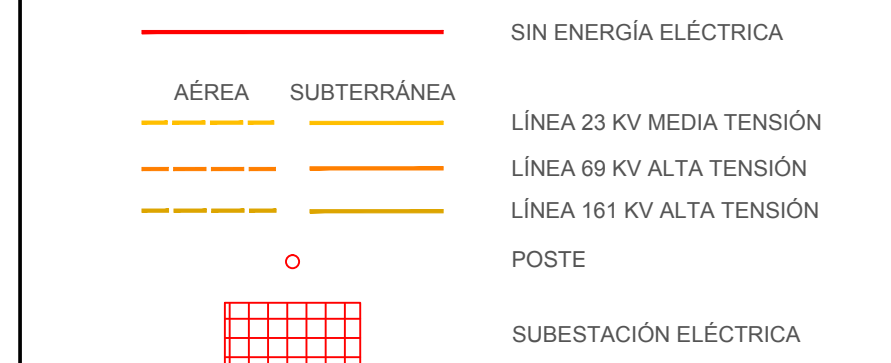 SIN ENERGÍA ELÉCTRICA
AÉREA SUBTERRÁNEA
LÍNEA 23 KV MEDIA TENSIÓN
LÍNEA 69 KV ALTA TENSIÓN
LÍNEA 161 KV ALTA TENSIÓN
POSTE
SUBESTACIÓN ELÉCTRICA